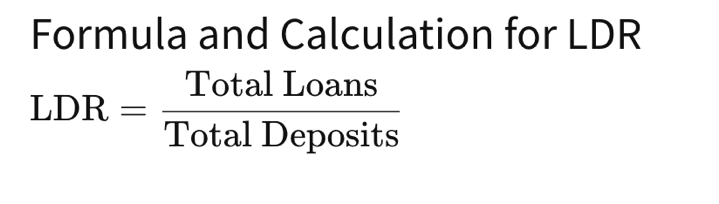 Formula and Calculation for LDR
LDR = Total Loans / Total Deposits